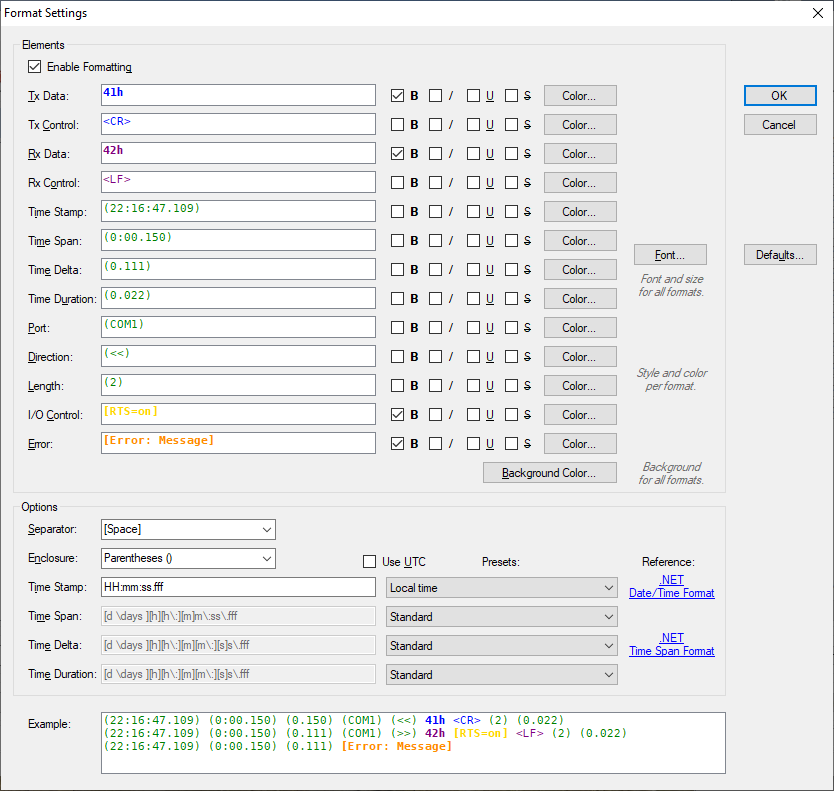 Format Settings
Elements
Enable Formatting
Tx Data: 41h B / U S Color... OK
Tx Control: <CR> B / U S Color... Cancel
Rx Data: 42h B / U S Color...
Rx Control: <LF> B / U S Color...
Time Stamp: (22:16:47.109) B / U S Color...
Time Span: (0:00.150) B / U S Color... Font... Defaults...
Time Delta: (0.111) B / U S Color... Font and size
Time Duration: (0.022) B / U S Color... for all formats.
Port: (COM1) B / U S Color...
Direction: (<<) B / U S Color... Style and color
Length: (2) B / U S Color... per format.
I/O Control: [RTS=on] B / U S Color...
Error: [Error: Message] B / U S Color...
Background Color... Background
for all formats.
Options
Separator: [Space]
Enclosure: Parentheses () Use UTC Presets: Reference:
Time Stamp: HH:mm:ss.fff Local time .NET
Date/Time Format
Time Span: [d \days ][h][h\:][m]m\:ss\.fff Standard
Time Delta: [d \days ][h][h\:][m][m\:][s]s\.fff Standard .NET
Time Span Format
Time Duration: [d \days ][h][h\:][m][m\:][s]s\.fff Standard
Example: (22:16:47.109) (0:00.150) (0.150) (COM1) (<<) 41h <CR> (2) (0.022)
(22:16:47.109) (0:00.150) (0.111) (COM1) (>>) 42h [RTS=on] <LF> (2) (0.022)
(22:16:47.109) (0:00.150) (0.111) [Error: Message]